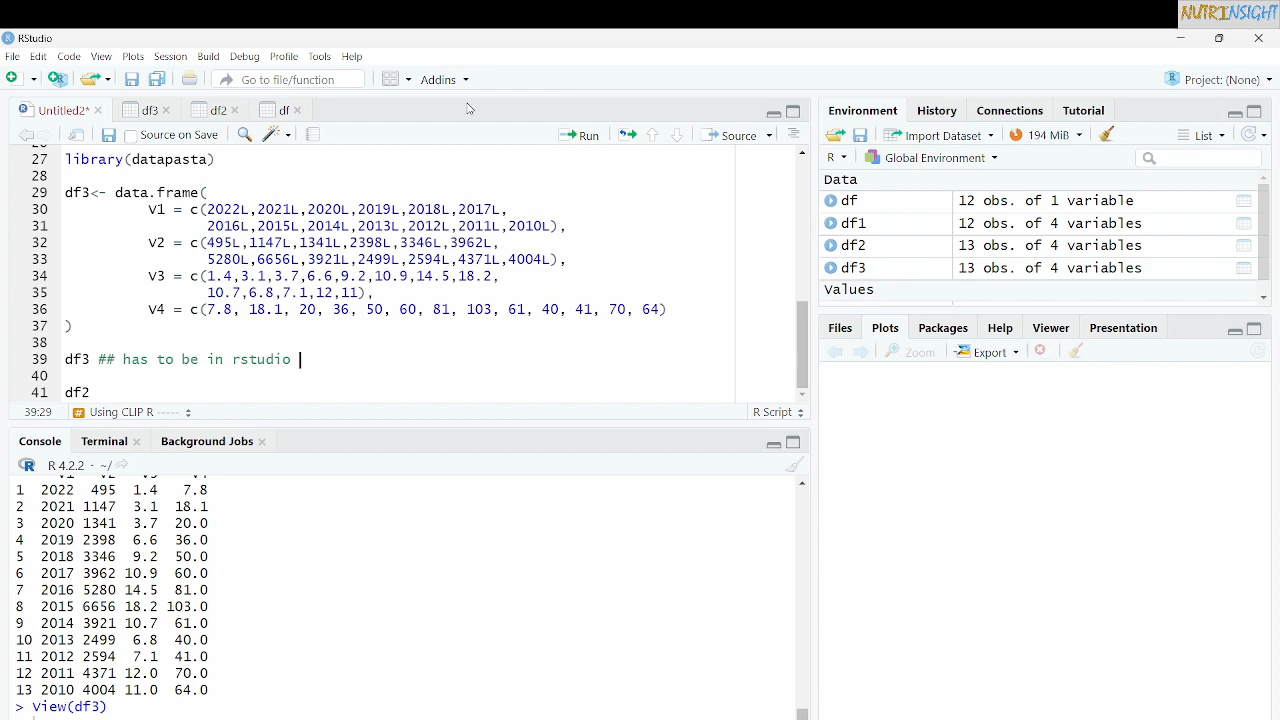 NUTRINSIGHT
RStudio
File Edit Code View Plots Session Build Debug Profile Tools Help
Go to file/function Addins Project: (None)
Untitled2* df3 df2 df
Source on Save Run Source
27 library(datapasta)
28
29 df3<- data.frame(
30 V1 = c(2022L,2021L,2020L,2019L,2018L,2017L,
31 2016L,2015L,2014L,2013L,2012L,2011L,2010L),
32 V2 = c(495L,1147L,1341L,2398L,3346L,3962L,
33 5280L,6656L,3921L,2499L,2594L,4371L,4004L),
34 V3 = c(1.4,3.1,3.7,6.6,9.2,10.9,14.5,18.2,
35 10.7,6.8,7.1,12,11),
36 V4 = c(7.8, 18.1, 20, 36, 50, 60, 81, 103, 61, 40, 41, 70, 64)
37 )
38
39 df3 ## has to be in rstudio
40
41 df2
39:29 # Using CLIP R ----- R Script
Console Terminal Background Jobs
R 4.2.2 · ~/
1 2022 495 1.4 7.8
2 2021 1147 3.1 18.1
3 2020 1341 3.7 20.0
4 2019 2398 6.6 36.0
5 2018 3346 9.2 50.0
6 2017 3962 10.9 60.0
7 2016 5280 14.5 81.0
8 2015 6656 18.2 103.0
9 2014 3921 10.7 61.0
10 2013 2499 6.8 40.0
11 2012 2594 7.1 41.0
12 2011 4371 12.0 70.0
13 2010 4004 11.0 64.0
> View(df3)
Environment History Connections Tutorial
Import Dataset 194 MiB List
R Global Environment
Data
df 12 obs. of 1 variable
df1 12 obs. of 4 variables
df2 13 obs. of 4 variables
df3 13 obs. of 4 variables
Values
Files Plots Packages Help Viewer Presentation
Zoom Export